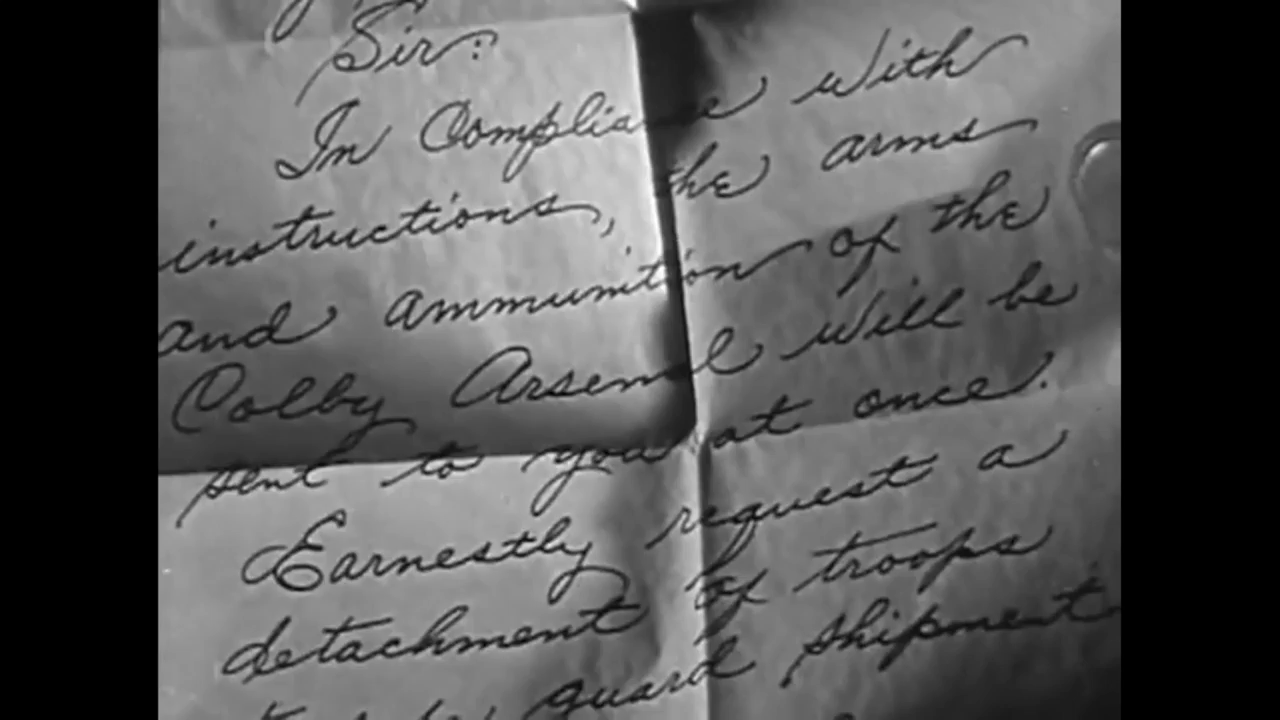 Sir:
In Compliance with
instructions, the arms
and ammunition of the
Colby Arsenal will be
sent to you at once.
Earnestly request a
detachment of troops
guard shipment